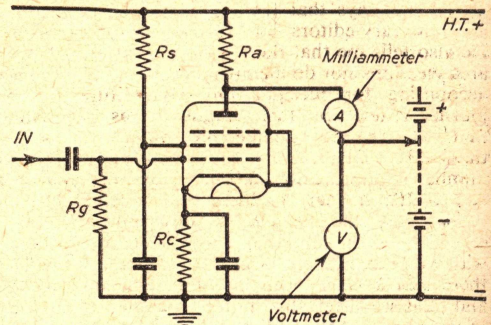 H.T.+
Rs
Ra
Milliammeter
A
+
IN
Rg
Rc
V
-
-
Voltmeter